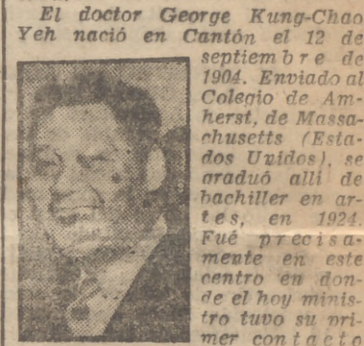 El doctor George Kung-Chao
Yeh nació en Cantón el 12 de
septiembre de
1904. Enviado al
Colegio de Am-
herst, de Massa-
chusetts (Esta-
dos Unidos), se
graduó allí de
bachiller en ar-
tes, en 1924.
Fué precisa-
mente en este
centro en don-
de el hoy minis-
tro tuvo su pri-
mer contacto